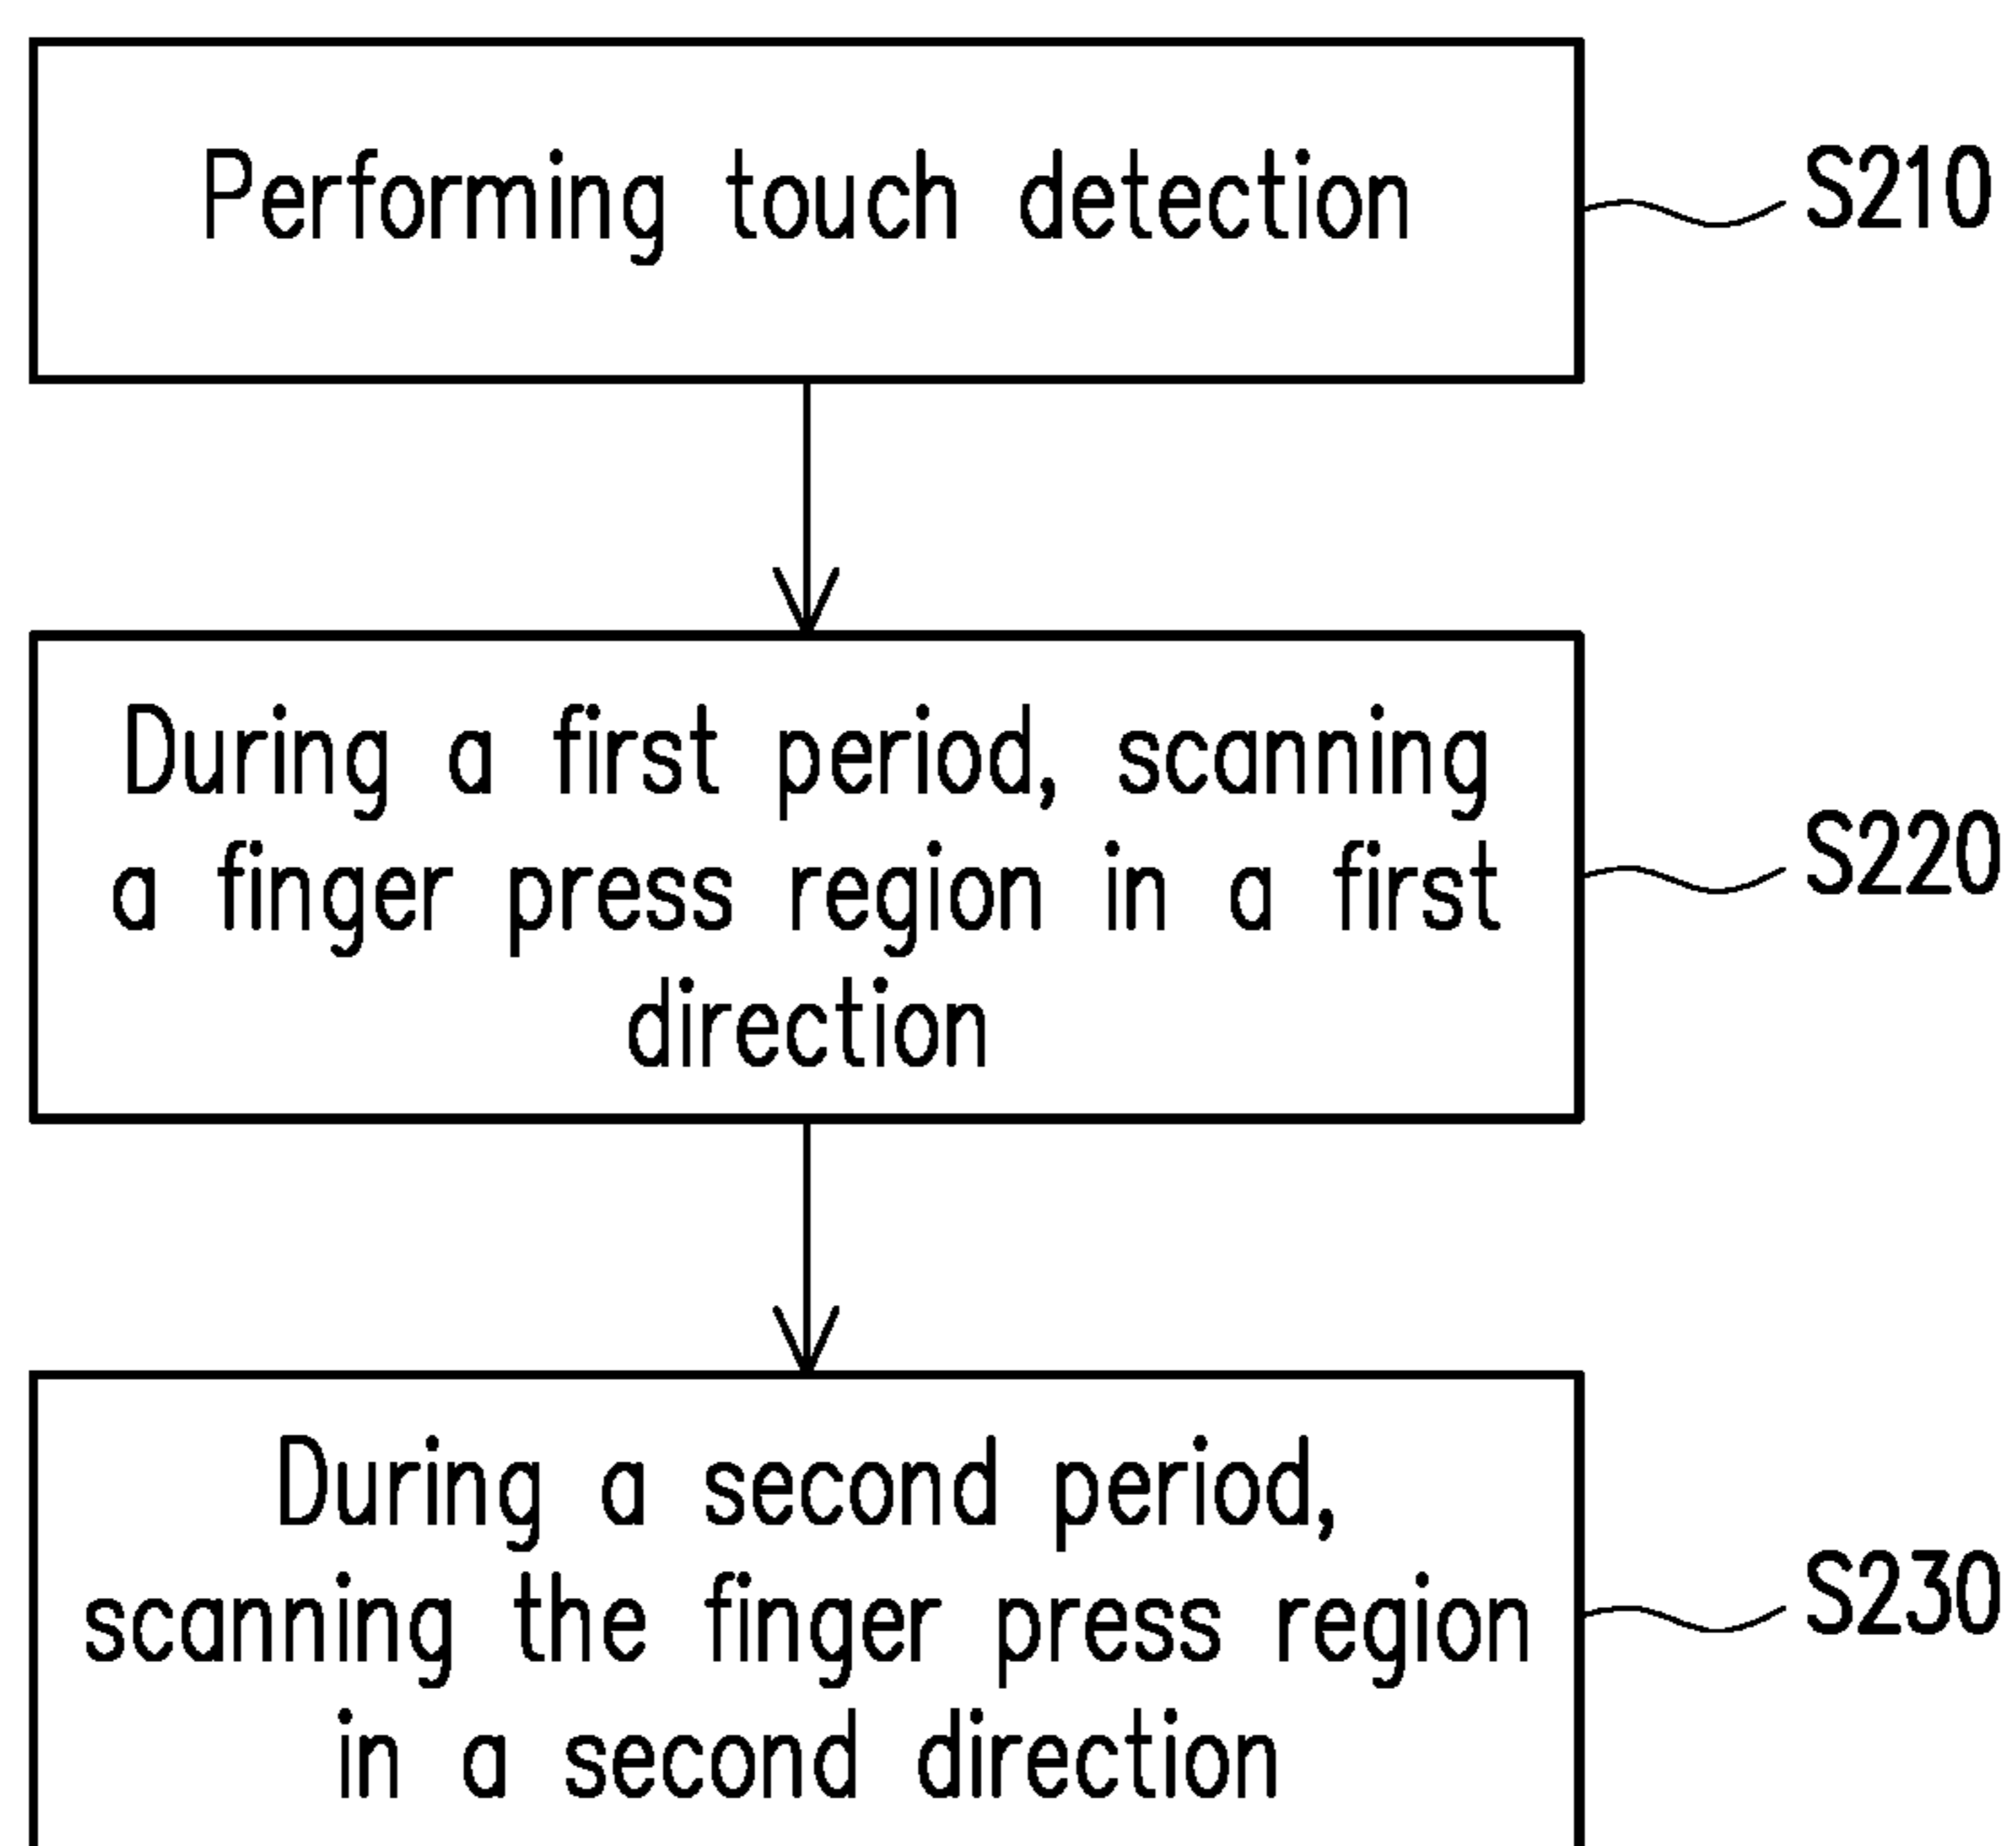 Performing touch detection
S210
During a first period, scanning
a finger press region in a first
direction
S220
During a second period,
scanning the finger press region
in a second direction
S230